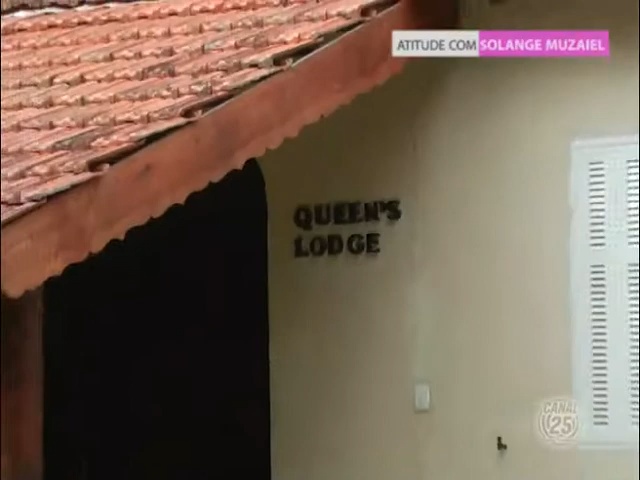 ATITUDE COM SOLANGE MUZAIEL
QUEEN'S
LODGE
CANAL
25